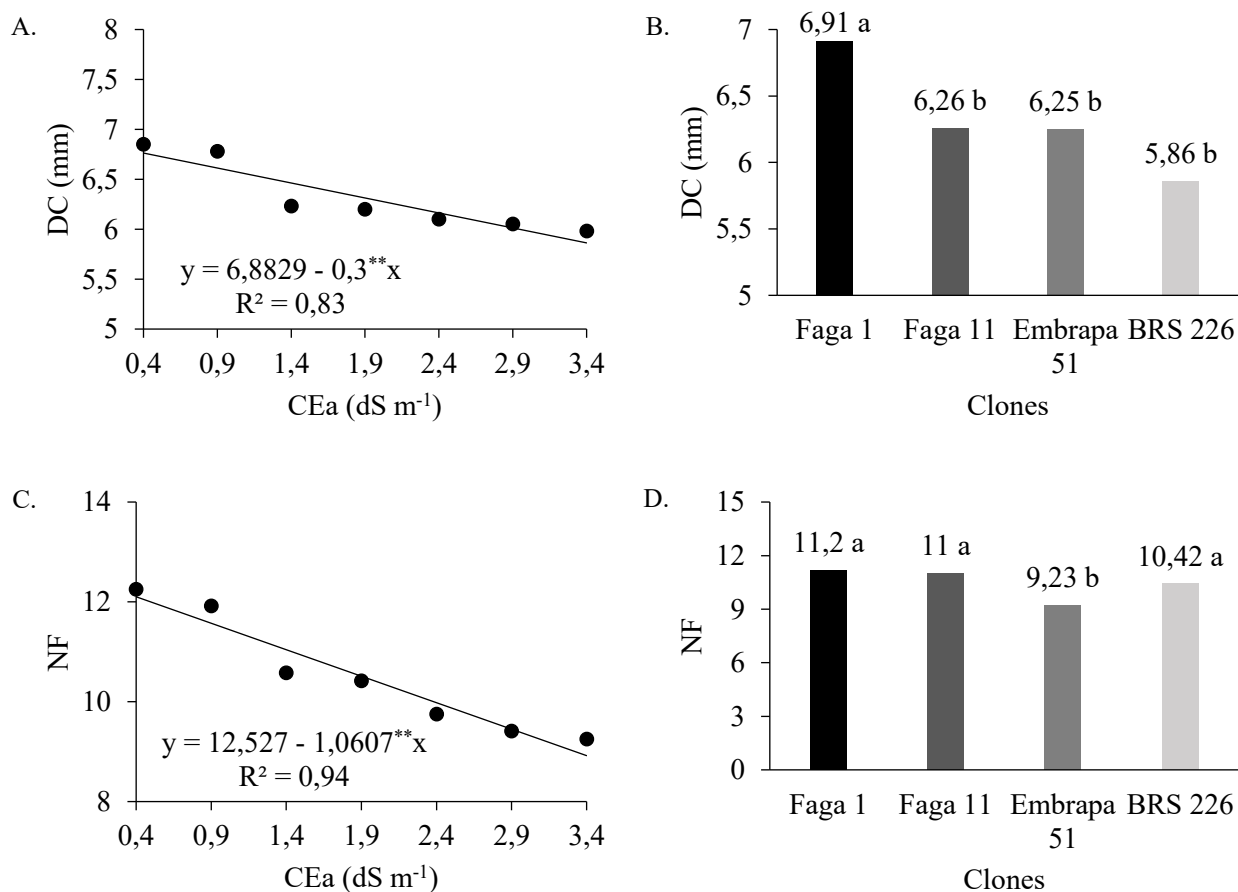 A.
8
7,5
7
6,5
6
5,5
5
DC (mm)
y = 6,8829 - 0,3**x
R² = 0,83
0,4 0,9 1,4 1,9 2,4 2,9 3,4
CEa (dS m-1)
B.
7
6,5
6
5,5
5
DC (mm)
6,91 a
6,26 b
6,25 b
5,86 b
Faga 1 Faga 11 Embrapa BRS 226
51
Clones
C.
14
12
10
8
NF
y = 12,527 - 1,0607**x
R² = 0,94
0,4 0,9 1,4 1,9 2,4 2,9 3,4
CEa (dS m-1)
D.
15
12
9
6
3
0
NF
11,2 a
11 a
9,23 b
10,42 a
Faga 1 Faga 11 Embrapa BRS 226
51
Clones